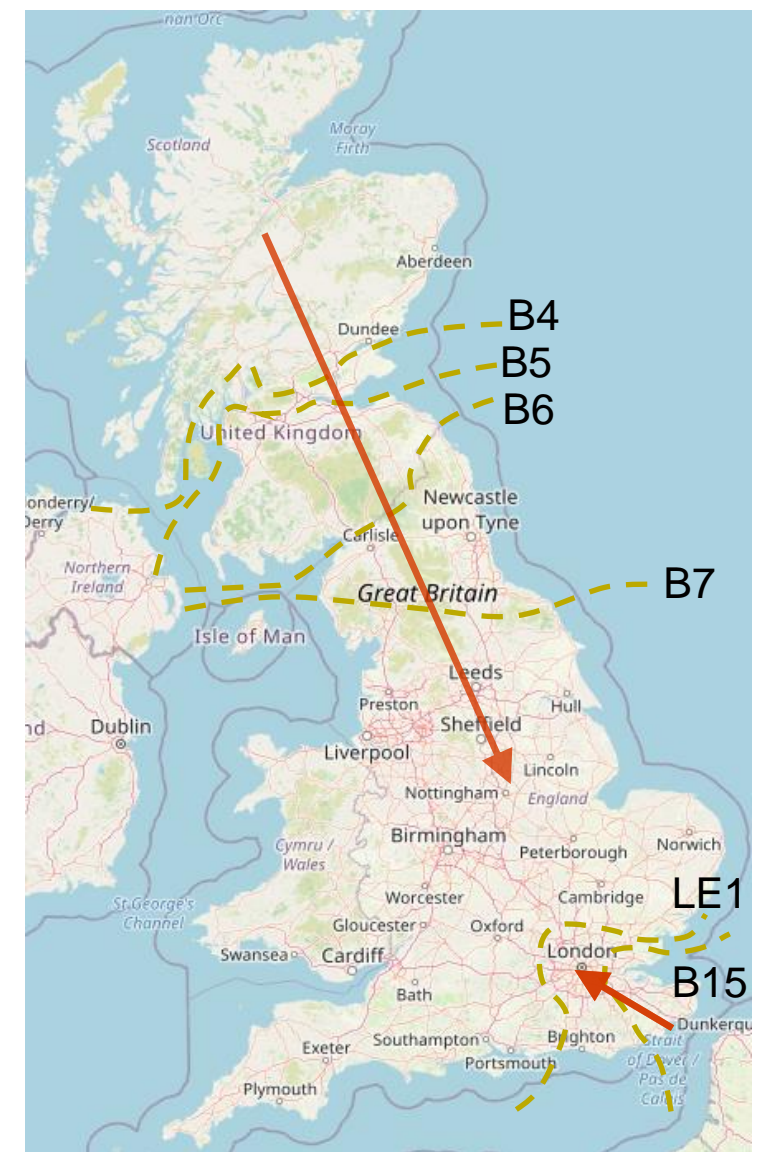 nan Orc
Moray
Firth
Scotland
Aberdeen
B4
Dundee
B5
B6
United Kingdom
onderry/
Derry
Newcastle
upon Tyne
Carlisle
Northern
Ireland
B7
Great Britain
Isle of Man
Leeds
Preston
Hull
nd
Dublin
Sheffield
Liverpool
Lincoln
Nottingham
England
Birmingham
Norwich
Cymru /
Wales
Peterborough
LE1
Worcester
Cambridge
St George's
Channel
Gloucester
Oxford
Swansea
Cardiff
London
B15
Bath
Dunkerqu
Southampton
Brighton
Strait
of Dover /
Pas de
Calais
Exeter
Portsmouth
Plymouth